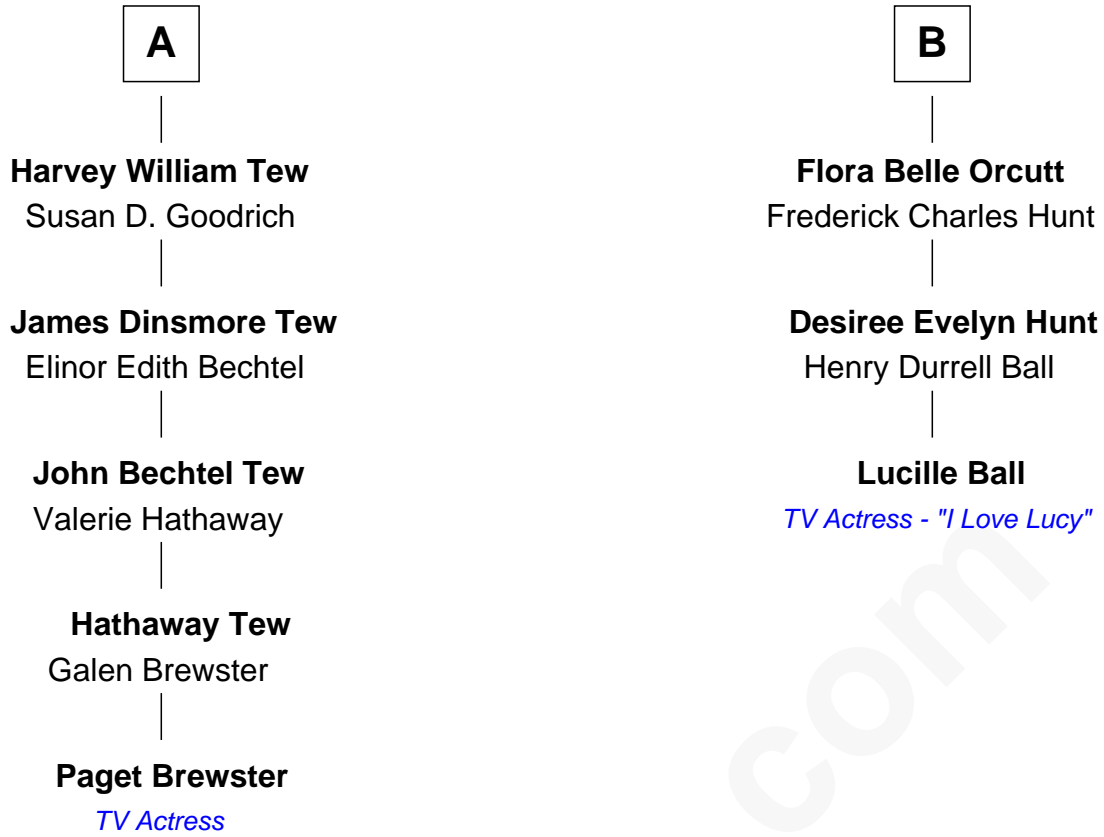 A
Harvey William Tew
Susan D. Goodrich
James Dinsmore Tew
Elinor Edith Bechtel
John Bechtel Tew
Valerie Hathaway
Hathaway Tew
Galen Brewster
Paget Brewster
TV Actress
B
Flora Belle Orcutt
Frederick Charles Hunt
Desiree Evelyn Hunt
Henry Durrell Ball
Lucille Ball
TV Actress - "I Love Lucy"
com